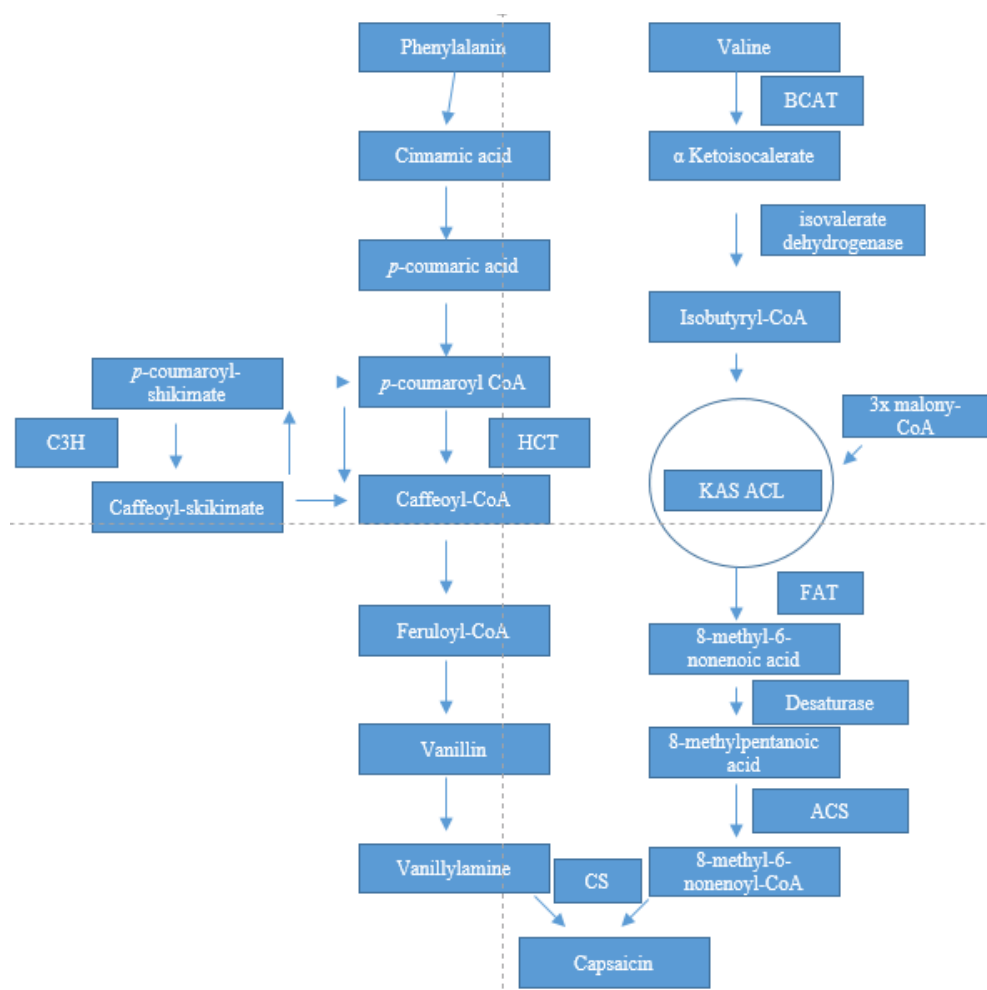 Phenylalanin
Valine
BCAT
Cinnamic acid
α Ketoisocalerate
isovalerate
dehydrogenase
p-coumaric acid
Isobutyryl-CoA
p-coumaroyl-
shikimate
p-coumaroyl CoA
3x malony-
CoA
C3H
HCT
KAS ACL
Caffeoyl-skikimate
Caffeoyl-CoA
FAT
Feruloyl-CoA
8-methyl-6-
nonenoic acid
Desaturase
Vanillin
8-methylpentanoic
acid
ACS
Vanillylamine
CS
8-methyl-6-
nonenoyl-CoA
Capsaicin